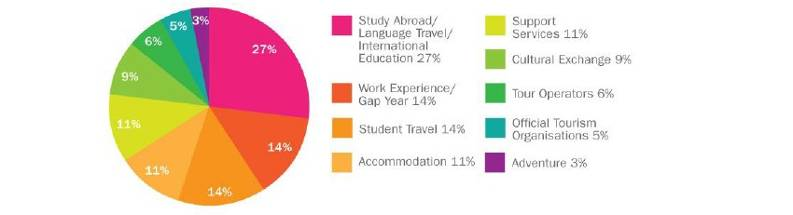 27%
14%
14%
11%
11%
9%
6%
5%
3%
Study Abroad/
Language Travel/
International
Education 27%
Work Experience/
Gap Year 14%
Student Travel 14%
Accommodation 11%
Support
Services 11%
Cultural Exchange 9%
Tour Operators 6%
Official Tourism
Organisations 5%
Adventure 3%